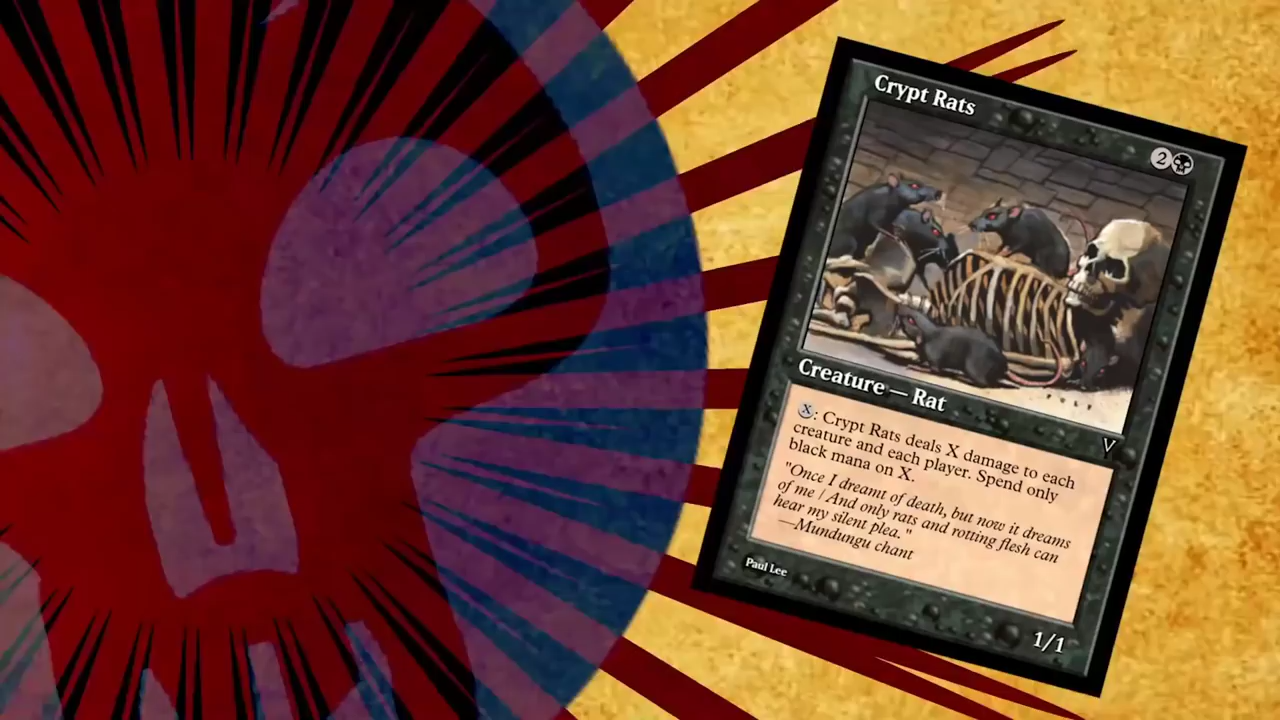 Crypt Rats
2
Creature — Rat
X: Crypt Rats deals X damage to each
creature and each player. Spend only
black mana on X.
"Once I dreamt of death, but now it dreams
of me / And only rats and rotting flesh can
hear my silent plea."
—Mundungu chant
Paul Lee
1/1